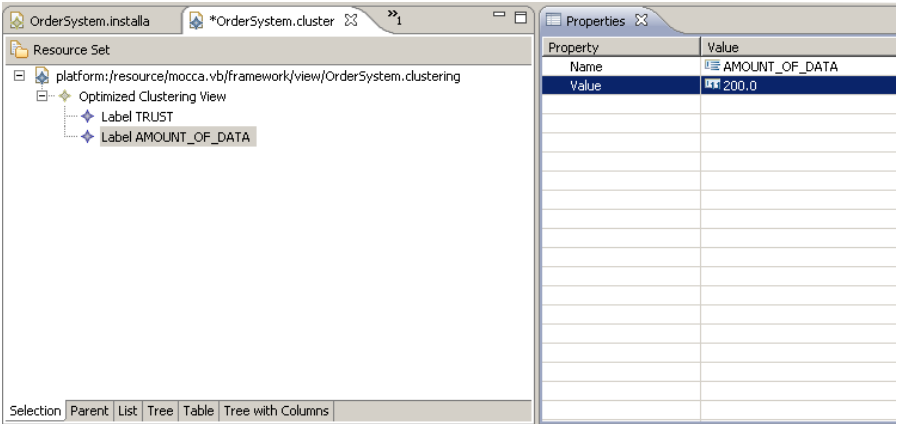 OrderSystem.installa
*OrderSystem.cluster
»1
Resource Set
platform:/resource/mocca.vb/framework/view/OrderSystem.clustering
Optimized Clustering View
Label TRUST
Label AMOUNT_OF_DATA
Selection Parent List Tree Table Tree with Columns
Properties
Property Value
Name AMOUNT_OF_DATA
Value 200.0